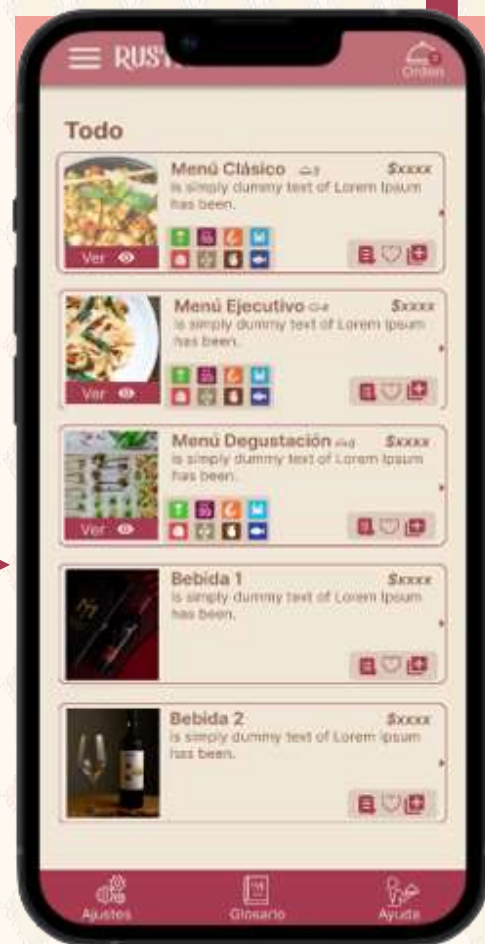 RUST
Orden
Todo
Menú Clásico $xxxx
is simply dummy text of Lorem Ipsum
has been.
Ver
Menú Ejecutivo $xxxx
is simply dummy text of Lorem Ipsum
has been.
Ver
Menú Degustación $xxxx
is simply dummy text of Lorem Ipsum
has been.
Ver
Bebida 1 $xxxx
is simply dummy text of Lorem Ipsum
has been.
Bebida 2 $xxxx
is simply dummy text of Lorem Ipsum
has been.
Ajustes Glosario Ayuda